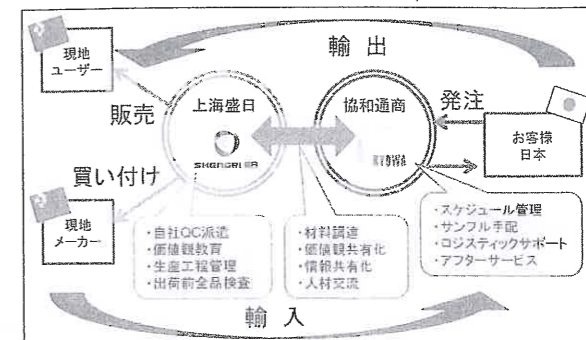 輸 出
現地
ユーザー
販売
上海盛日
協和通商
発注
SHENGRI
KYOWA
お客様
日本
買い付け
現地
メーカー
・自社QC派遣
・価値観教育
・生産工程管理
・出荷前全品検査
・材料調達
・価値観共有化
・情報共有化
・人材交流
・スケジュール管理
・サンプル手配
・ロジスティックサポート
・アフターサービス
輸 入